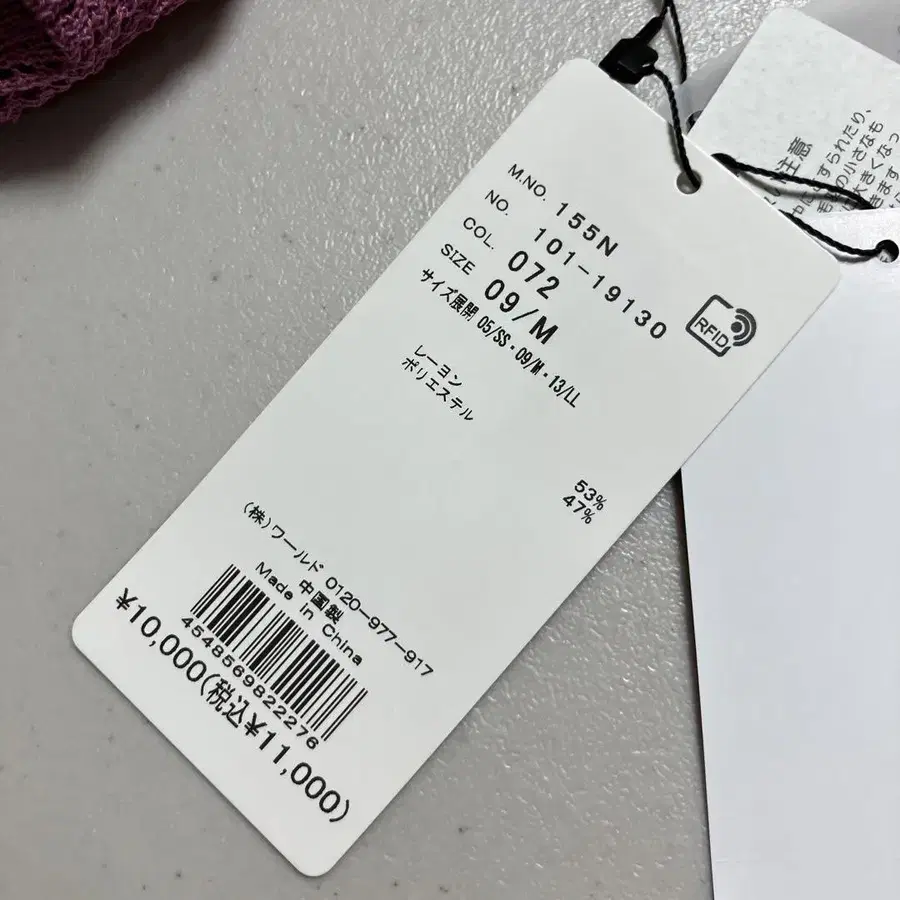 M.NO. 155N
NO. 101-19130
COL. 072
SIZE 09/M
サイズ展開 05/SS・09/M・13/LL
RFID
レーヨン 53%
ポリエステル 47%
(株)ワールド 0120-977-917
中国製
Made in China
4548569822276
¥10,000(税込¥11,000)
注意